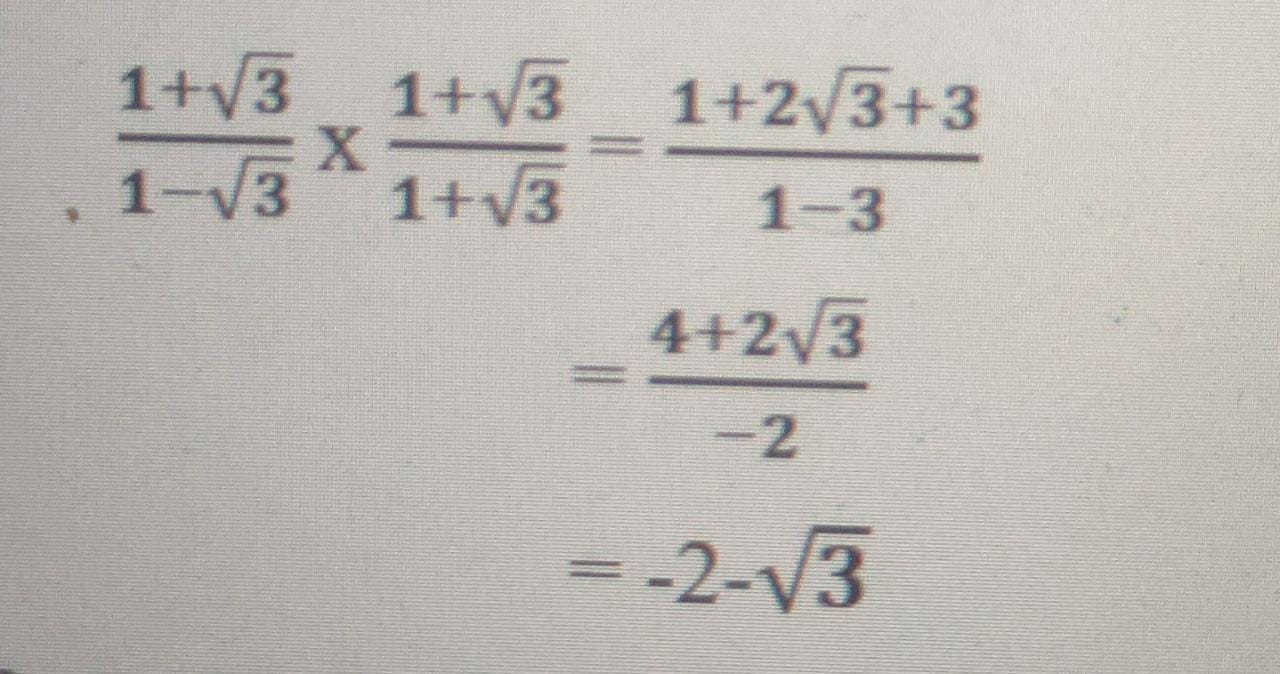 1+√3/1−√3 x 1+√3/1+√3 = 1+2√3+3/1−3
= 4+2√3/−2
= -2-√3